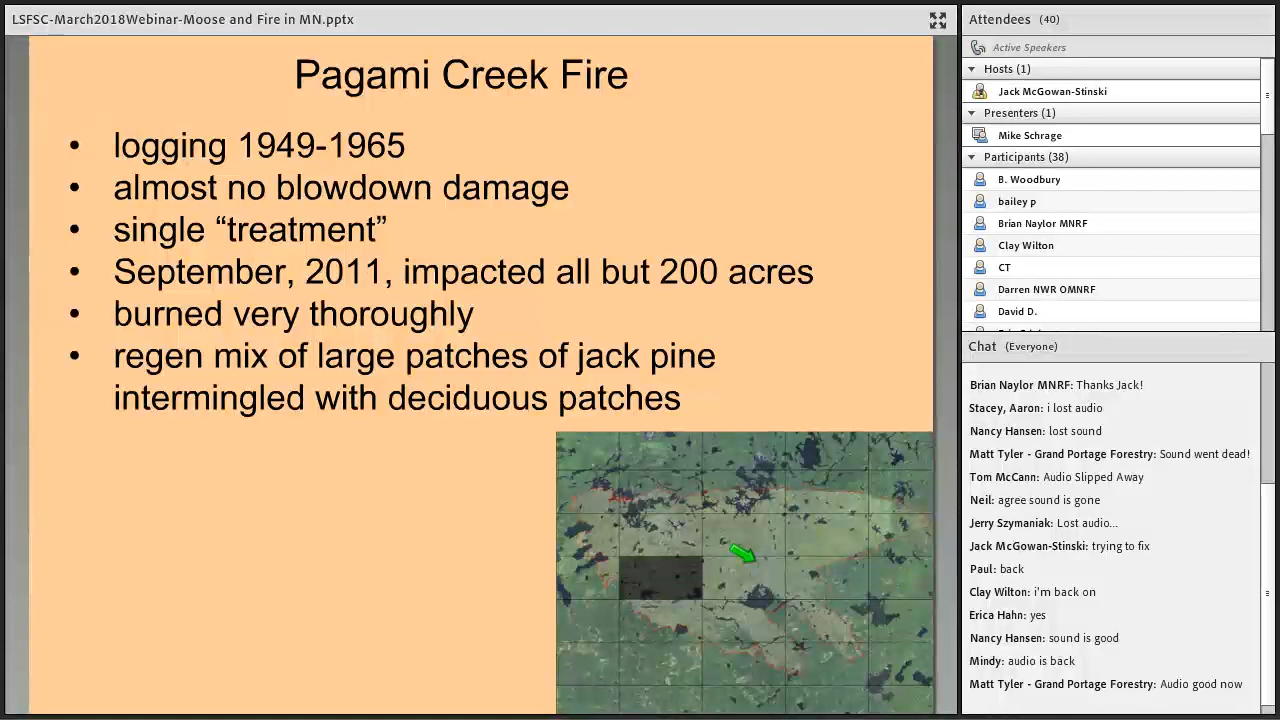 LSFSC-March2018Webinar-Moose and Fire in MN.pptx
Pagami Creek Fire
• logging 1949-1965
• almost no blowdown damage
• single “treatment”
• September, 2011, impacted all but 200 acres
• burned very thoroughly
• regen mix of large patches of jack pine
intermingled with deciduous patches
Attendees (40)
Active Speakers
Hosts (1)
Jack McGowan-Stinski
Presenters (1)
Mike Schrage
Participants (38)
B. Woodbury
bailey p
Brian Naylor MNRF
Clay Wilton
CT
Darren NWR OMNRF
David D.
Chat (Everyone)
Brian Naylor MNRF: Thanks Jack!
Stacey, Aaron: i lost audio
Nancy Hansen: lost sound
Matt Tyler - Grand Portage Forestry: Sound went dead!
Tom McCann: Audio Slipped Away
Neil: agree sound is gone
Jerry Szymaniak: Lost audio...
Jack McGowan-Stinski: trying to fix
Paul: back
Clay Wilton: i'm back on
Erica Hahn: yes
Nancy Hansen: sound is good
Mindy: audio is back
Matt Tyler - Grand Portage Forestry: Audio good now